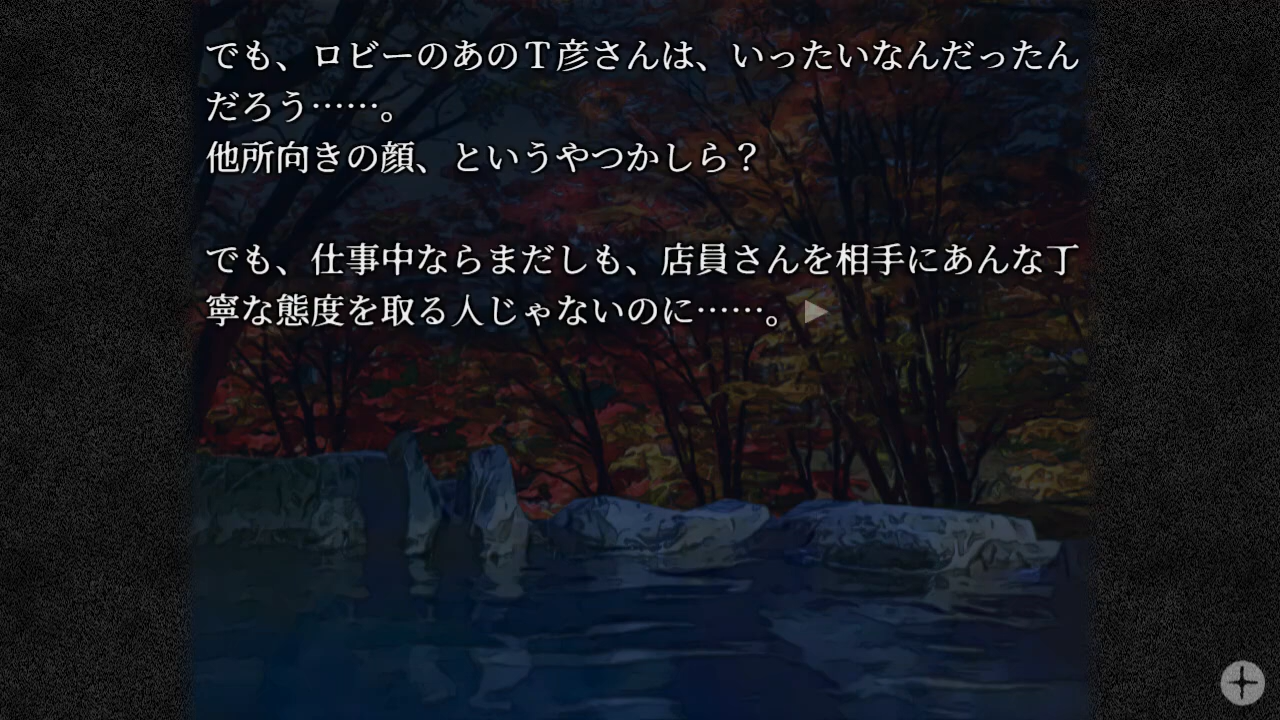 でも、ロビーのあのＴ彦さんは、いったいなんだったん
だろう……。
他所向きの顔、というやつかしら？
でも、仕事中ならまだしも、店員さんを相手にあんな丁
寧な態度を取る人じゃないのに……。